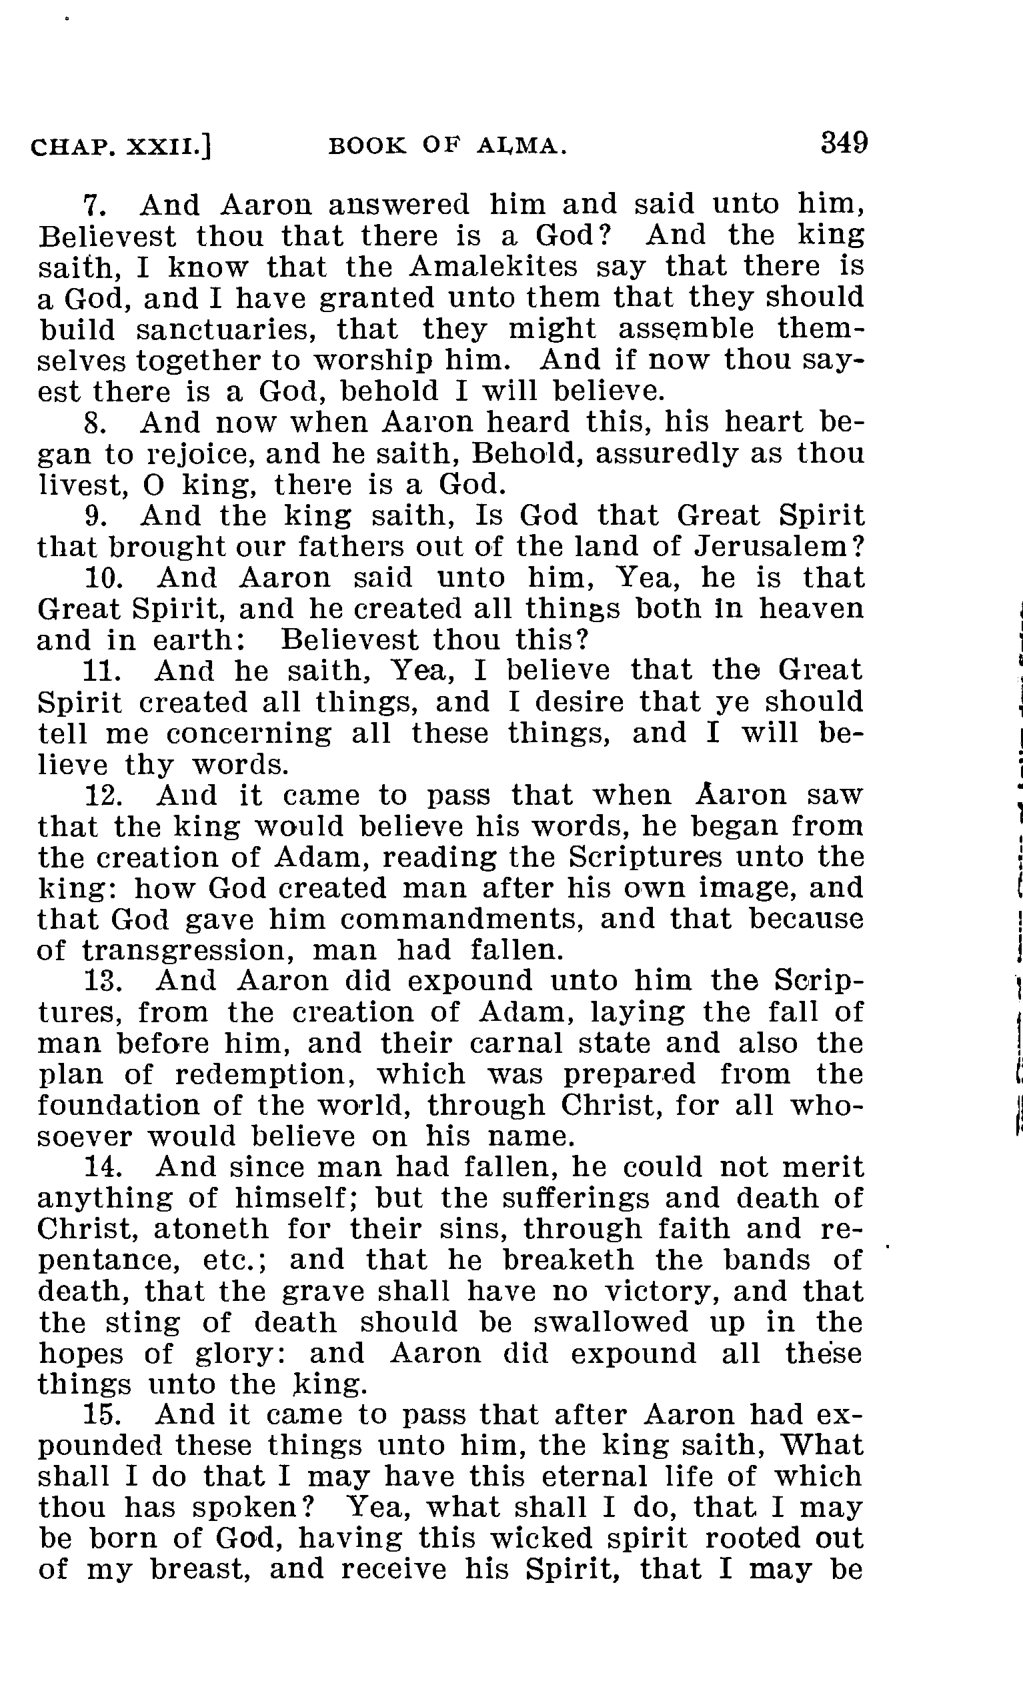 CHAP. XXII.] BOOK OF ALMA. 349
7. And Aaron answered him and said unto him,
Believest thou that there is a God? And the king
saith, I know that the Amalekites say that there is
a God, and I have granted unto them that they should
build sanctuaries, that they might assemble them-
selves together to worship him. And if now thou say-
est there is a God, behold I will believe.
8. And now when Aaron heard this, his heart be-
gan to rejoice, and he saith, Behold, assuredly as thou
livest, O king, there is a God.
9. And the king saith, Is God that Great Spirit
that brought our fathers out of the land of Jerusalem?
10. And Aaron said unto him, Yea, he is that
Great Spirit, and he created all things both in heaven
and in earth: Believest thou this?
11. And he saith, Yea, I believe that the Great
Spirit created all things, and I desire that ye should
tell me concerning all these things, and I will be-
lieve thy words.
12. And it came to pass that when Aaron saw
that the king would believe his words, he began from
the creation of Adam, reading the Scriptures unto the
king: how God created man after his own image, and
that God gave him commandments, and that because
of transgression, man had fallen.
13. And Aaron did expound unto him the Scrip-
tures, from the creation of Adam, laying the fall of
man before him, and their carnal state and also the
plan of redemption, which was prepared from the
foundation of the world, through Christ, for all who-
soever would believe on his name.
14. And since man had fallen, he could not merit
anything of himself; but the sufferings and death of
Christ, atoneth for their sins, through faith and re-
pentance, etc.; and that he breaketh the bands of
death, that the grave shall have no victory, and that
the sting of death should be swallowed up in the
hopes of glory: and Aaron did expound all these
things unto the king.
15. And it came to pass that after Aaron had ex-
pounded these things unto him, the king saith, What
shall I do that I may have this eternal life of which
thou has spoken? Yea, what shall I do, that I may
be born of God, having this wicked spirit rooted out
of my breast, and receive his Spirit, that I may be